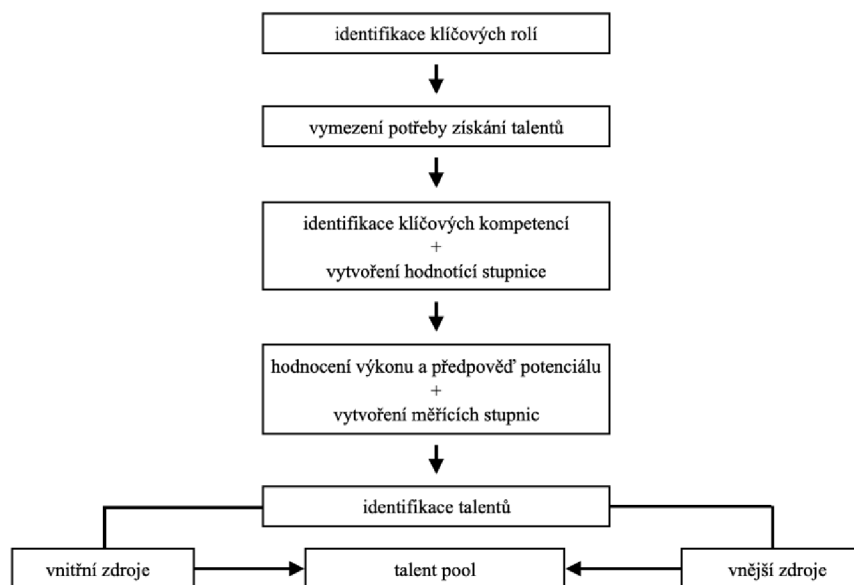 identifikace klíčových rolí
vymezení potřeby získání talentů
identifikace klíčových kompetencí
+
vytvoření hodnotící stupnice
hodnocení výkonu a předpověď potenciálu
+
vytvoření měřících stupnic
identifikace talentů
vnitřní zdroje
talent pool
vnější zdroje